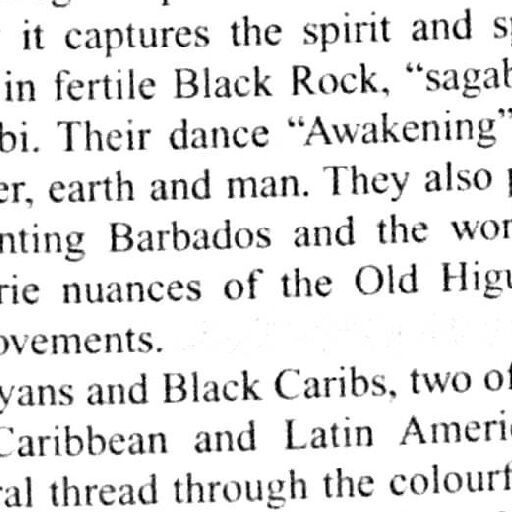 it captures the spirit and
in fertile Black Rock, “sagab
bi. Their dance “Awakening”
er, earth and man. They also
nting Barbados and the wor
rie nuances of the Old Higu
ovements.
yans and Black Caribs, two of
Caribbean and Latin Americ
ral thread through the colourf